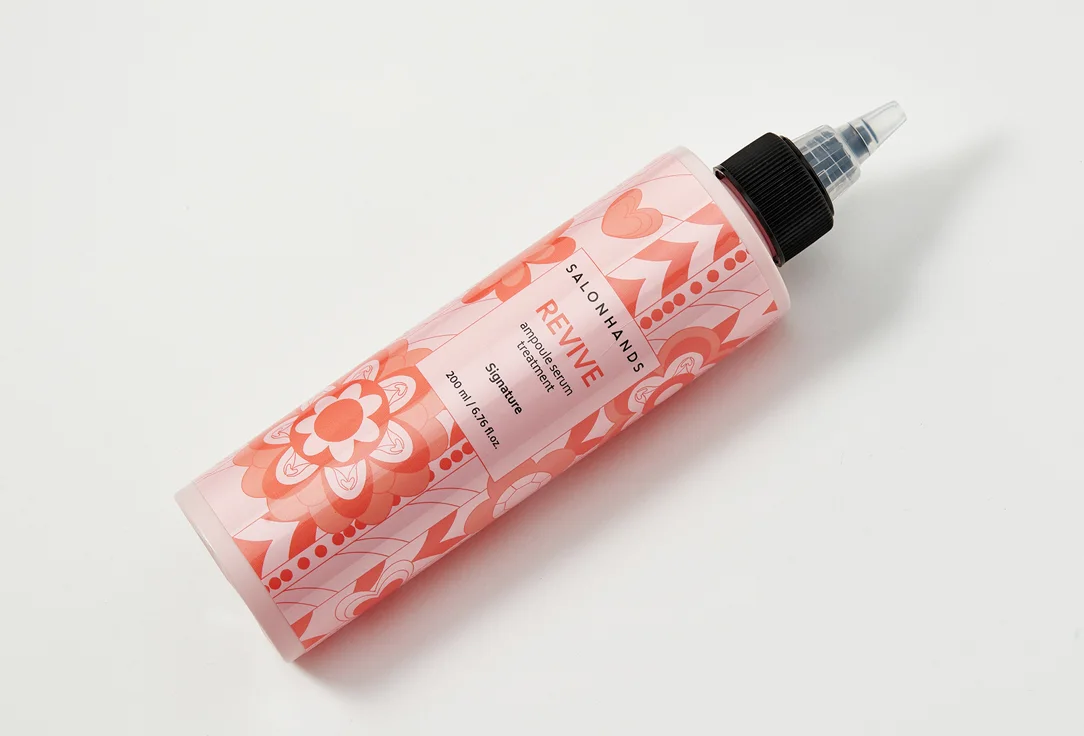 SALONHANDS
REVIVE
ampoule serum
treatment
Signature
200 ml / 6.76 fl.oz.